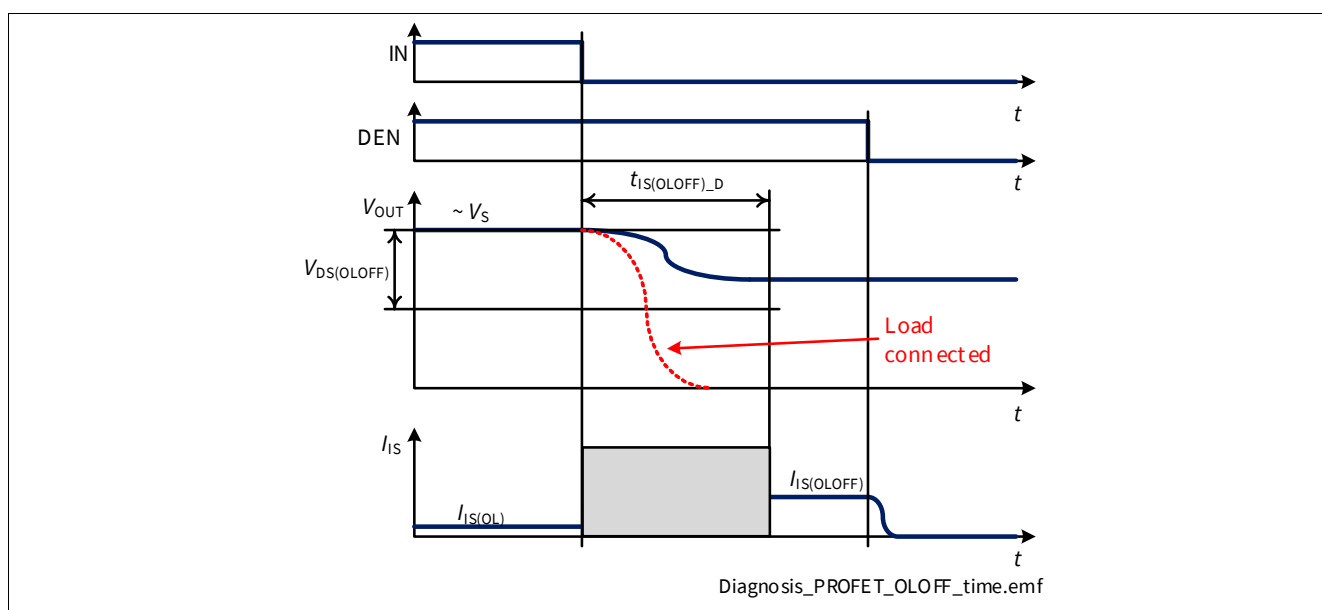 IN
t
DEN
t
tIS(OLOFF)_D
VOUT
~ VS
VDS(OLOFF)
Load
connected
t
IIS
IIS(OL)
IIS(OLOFF)
t
Diagnosis_PROFET_OLOFF_time.emf